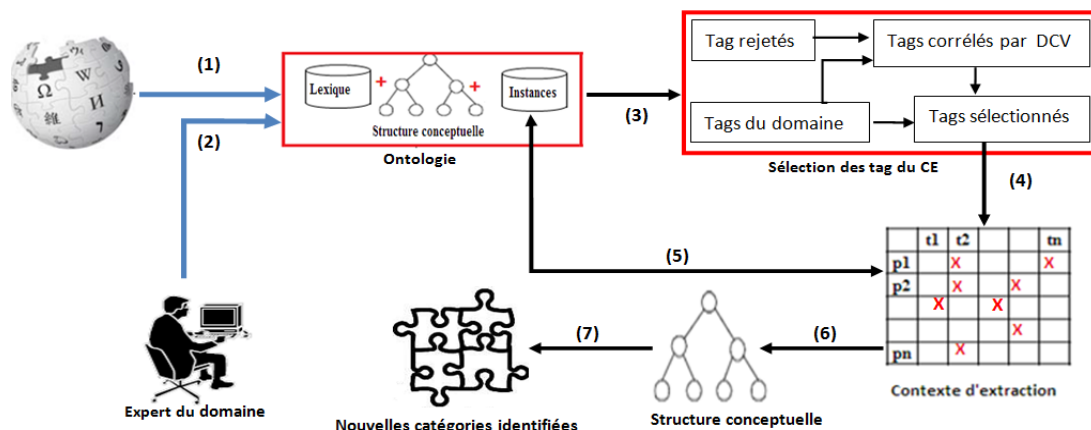 (1)
(2)
Lexique
+
+
Instances
Structure conceptuelle
Ontologie
(3)
Tag rejetés
Tags corrélés par DCV
Tags du domaine
Tags sélectionnés
Sélection des tag du CE
(4)
(5)
t1 t2 tn
p1 X X
p2 X X
X X
X
pn X
Contexte d'extraction
(6)
Structure conceptuelle
(7)
Nouvelles catégories identifiées
Expert du domaine
Ω W И 維 7